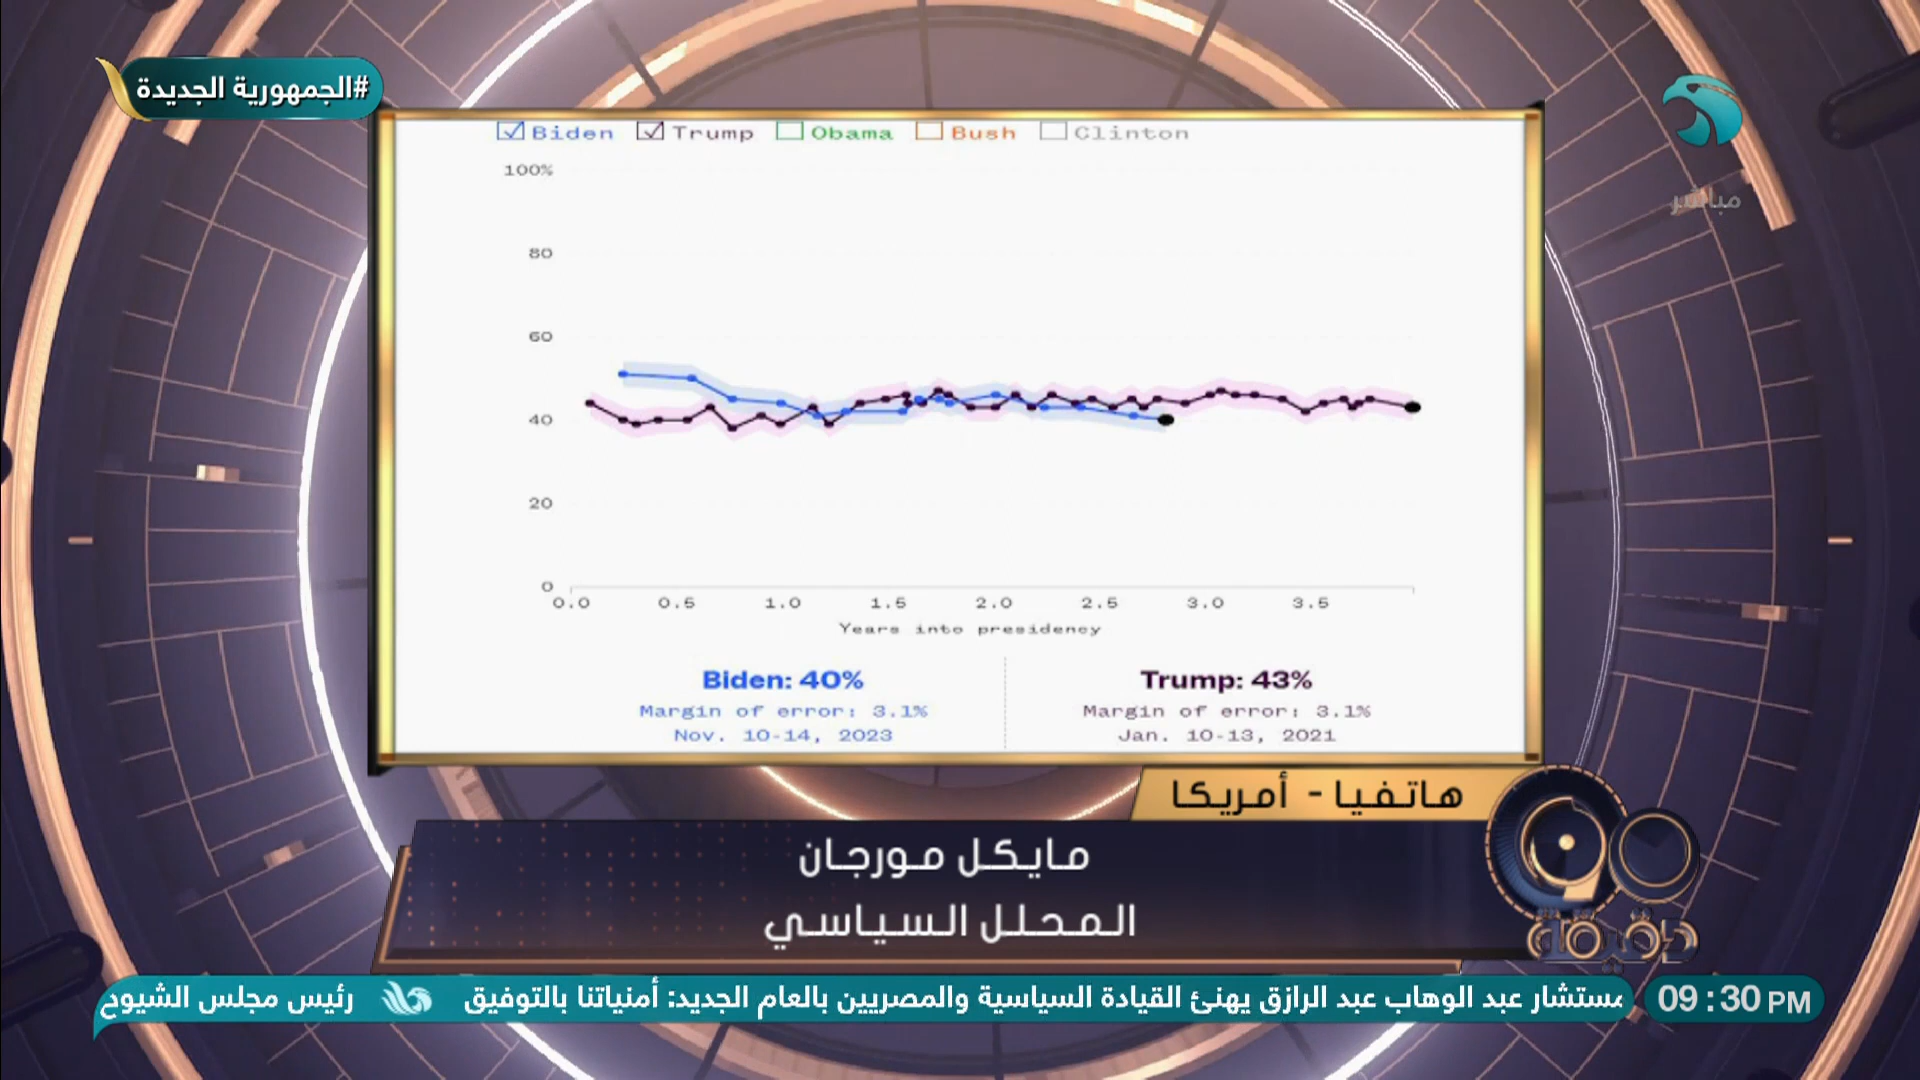 #الجمهورية الجديدة
مباشر
Biden Trump Obama Bush Clinton
100%
80
60
40
20
0
0.0 0.5 1.0 1.5 2.0 2.5 3.0 3.5
Years into presidency
Biden: 40%
Margin of error: 3.1%
Nov. 10-14, 2023
Trump: 43%
Margin of error: 3.1%
Jan. 10-13, 2021
هاتفيا - أمريكا
مايكل مورجان
المحلل السياسي
90 دقيقة
مستشار عبد الوهاب عبد الرازق يهنئ القيادة السياسية والمصريين بالعام الجديد: أمنياتنا بالتوفيق رئيس مجلس الشيوخ
09:30 PM